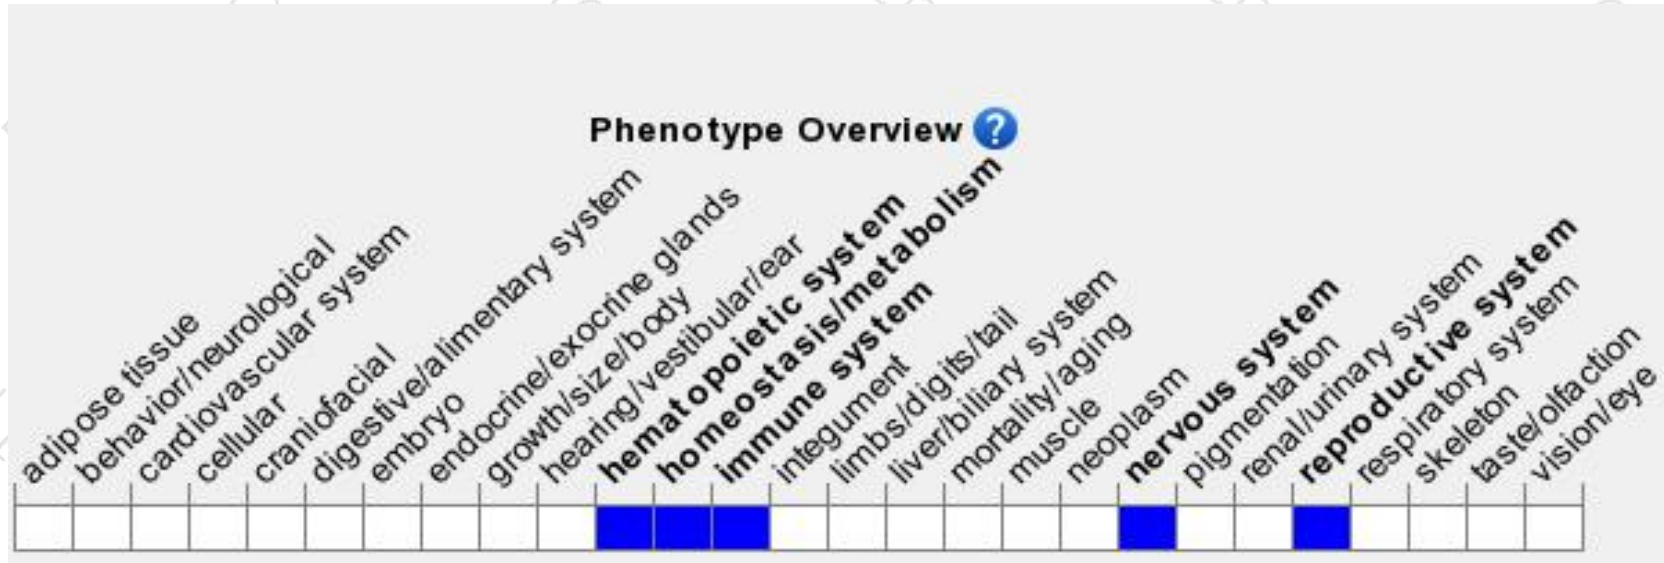 Phenotype Overview ?
adipose tissue
behavior/neurological
cardiovascular system
cellular
craniofacial
digestive/alimentary system
embryo
endocrine/exocrine glands
growth/size/body
hearing/vestibular/ear
hematopoietic system
homeostasis/metabolism
immune system
integument
limbs/digits/tail
liver/biliary system
mortality/aging
muscle
neoplasm
nervous system
pigmentation
renal/urinary system
reproductive system
respiratory system
skeleton
taste/olfaction
vision/eye